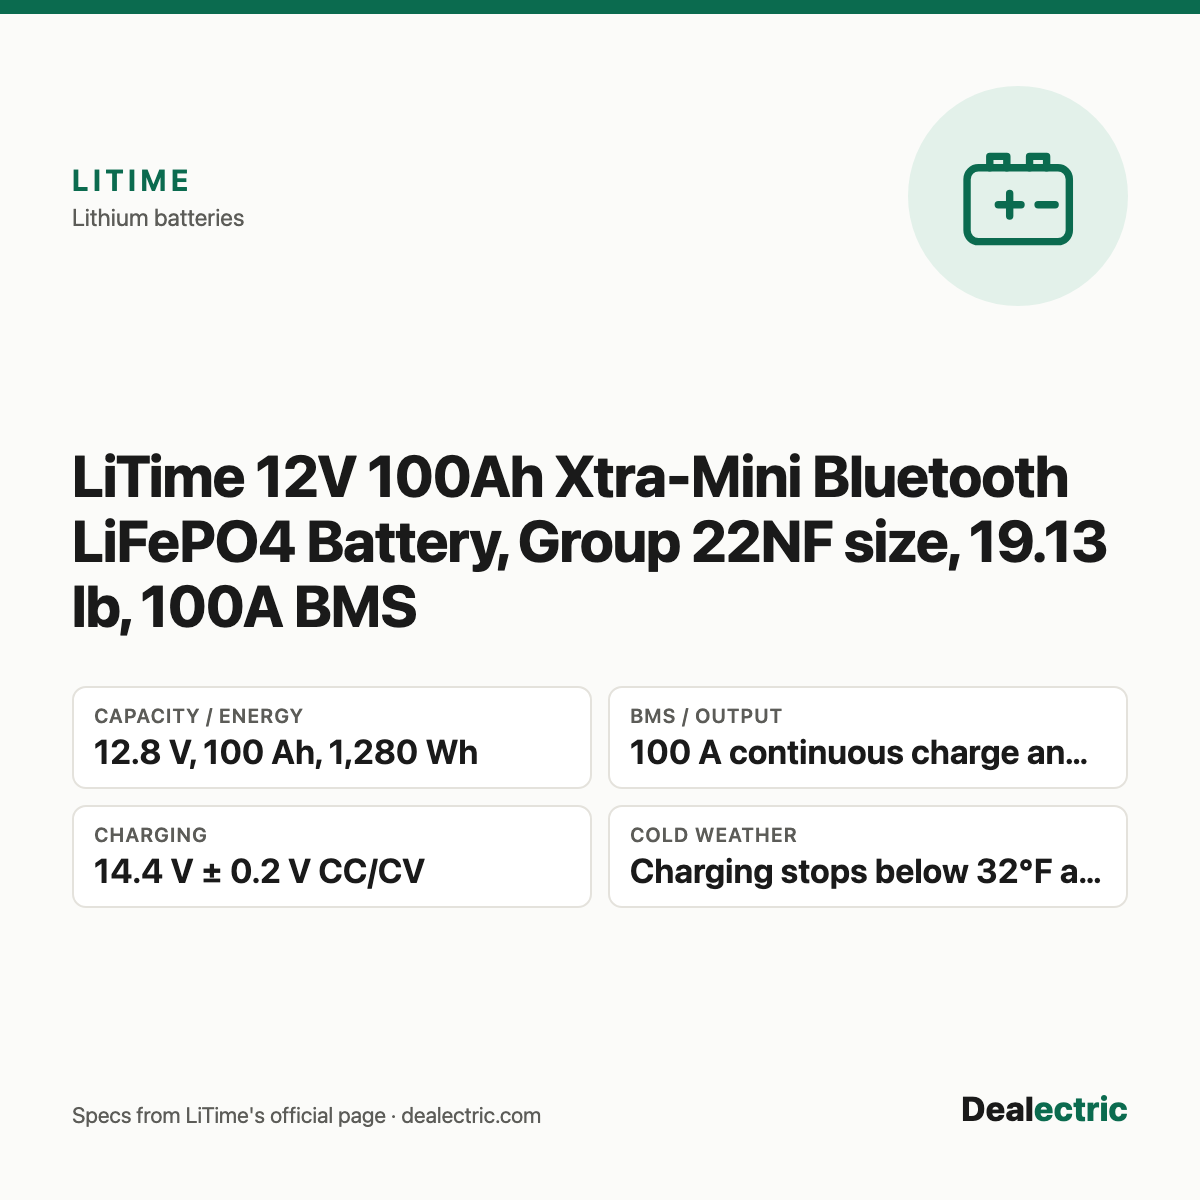 LITIME
Lithium batteries
LiTime 12V 100Ah Xtra-Mini Bluetooth
LiFePO4 Battery, Group 22NF size, 19.13
lb, 100A BMS
CAPACITY / ENERGY
12.8 V, 100 Ah, 1,280 Wh
BMS / OUTPUT
100 A continuous charge an...
CHARGING
14.4 V ± 0.2 V CC/CV
COLD WEATHER
Charging stops below 32°F a...
Specs from LiTime's official page · dealectric.com
Dealectric